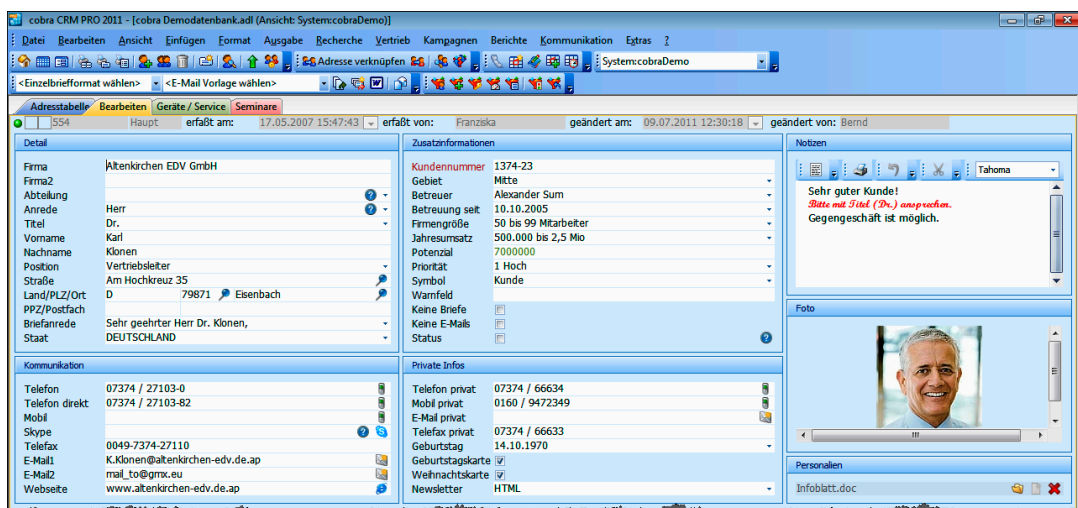 cobra CRM PRO 2011 - [cobra Demodatenbank.adl (Ansicht: System:cobraDemo)]
Datei Bearbeiten Ansicht Einfügen Format Ausgabe Recherche Vertrieb Kampagnen Berichte Kommunikation Extras ?
Adresse verknüpfen System:cobraDemo
<Einzelbriefformat wählen> <E-Mail Vorlage wählen>
Adresstabelle Bearbeiten Geräte / Service Seminare
554 Haupt erfaßt am: 17.05.2007 15:47:43 erfaßt von: Franziska geändert am: 09.07.2011 12:30:18 geändert von: Bernd
Detail
Firma Altenkirchen EDV GmbH
Firma2
Abteilung
Anrede Herr
Titel Dr.
Vorname Karl
Nachname Klonen
Position Vertriebsleiter
Straße Am Hochkreuz 35
Land/PLZ/Ort D 79871 Eisenbach
PPZ/Postfach
Briefanrede Sehr geehrter Herr Dr. Klonen,
Staat DEUTSCHLAND
Zusatzinformationen
Kundennummer 1374-23
Gebiet Mitte
Betreuer Alexander Sum
Betreuung seit 10.10.2005
Firmengröße 50 bis 99 Mitarbeiter
Jahresumsatz 500.000 bis 2,5 Mio
Potenzial 7000000
Priorität 1 Hoch
Symbol Kunde
Warnfeld
Keine Briefe
Keine E-Mails
Status
Notizen
Tahoma
Sehr guter Kunde!
Bitte mit Titel (Dr.) ansprechen.
Gegengeschäft ist möglich.
Foto
Kommunikation
Telefon 07374 / 27103-0
Telefon direkt 07374 / 27103-82
Mobil
Skype
Telefax 0049-7374-27110
E-Mail1 K.Klonen@altenkirchen-edv.de.ap
E-Mail2 mail_to@gmx.eu
Webseite www.altenkirchen-edv.de.ap
Private Infos
Telefon privat 07374 / 66634
Mobil privat 0160 / 9472349
E-Mail privat
Telefax privat 07374 / 66633
Geburtstag 14.10.1970
Geburtstagskarte
Weihnachtskarte
Newsletter HTML
Personalien
Infoblatt.doc